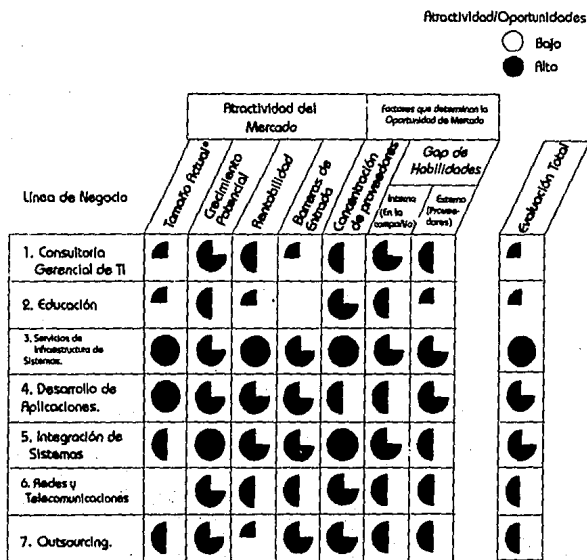 Atractividad/Oportunidades
Bajo
Alto
Atractividad del
Mercado
Factores que determinan la
Oportunidad de Mercado
Línea de Negocio
Tamaño Actual*
Crecimiento
Potencial
Rentabilidad
Barreras de
Entrada
Concentración
de proveedores
Gap de
Habilidades
Interno
(En la
compañía)
Externo
(Provee-
dores)
Evaluación Total
1. Consultoría
Gerencial de TI
2. Educación
3. Servicios de
Infraestructura de
Sistemas.
4. Desarrollo de
Aplicaciones.
5. Integración de
Sistemas
6. Redes y
Telecomunicaciones
7. Outsourcing.